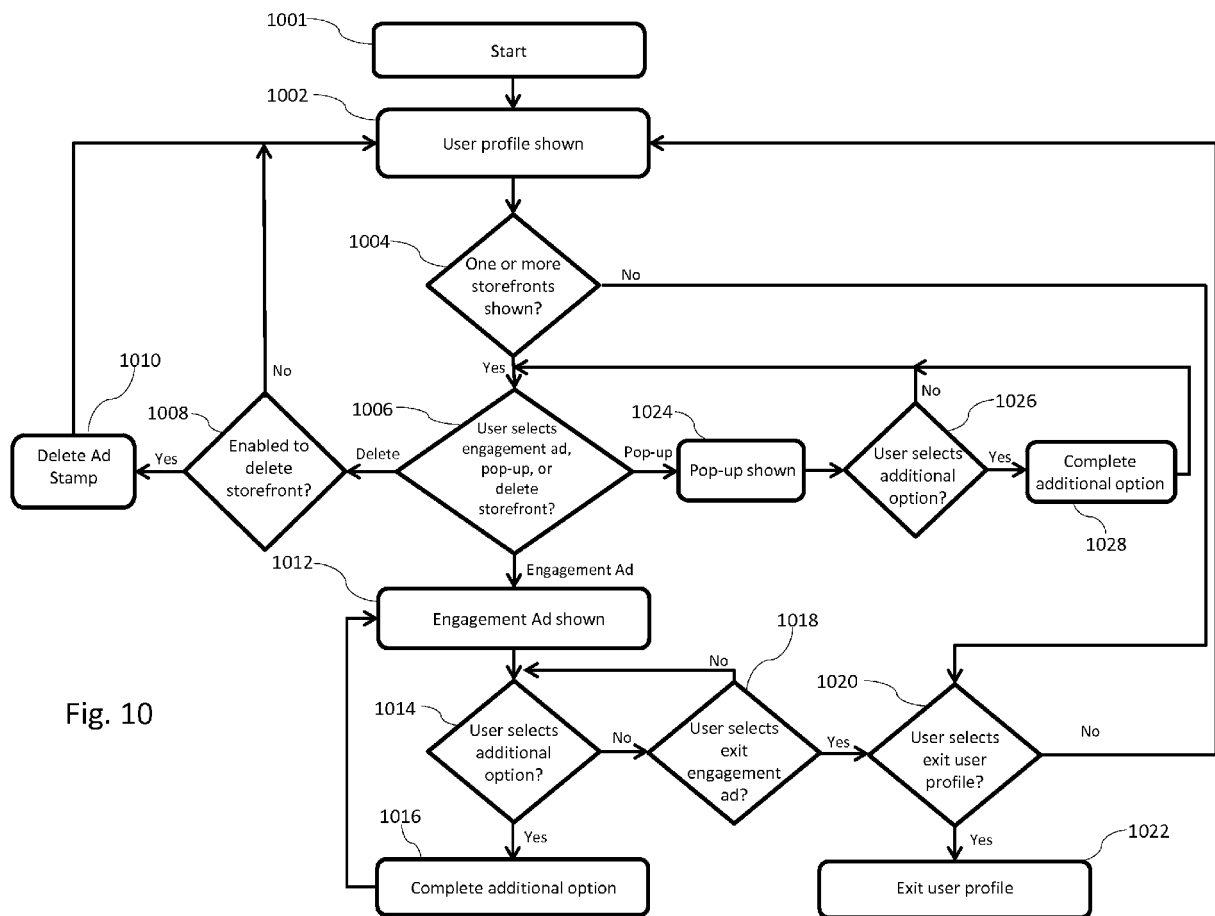 1001
Start
1002
User profile shown
1004
One or more
storefronts
shown?
No
Yes
1010
Delete Ad
Stamp
Yes
1008
No
Enabled to
delete
storefront?
Delete
1006
User selects
engagement ad,
pop-up, or
delete
storefront?
Pop-up
1024
Pop-up shown
No
1026
User selects
additional
option?
Yes
Complete
additional option
1028
Engagement Ad
1012
Engagement Ad shown
1014
User selects
additional
option?
No
No
1018
User selects
exit
engagement
ad?
Yes
1020
User selects
exit user
profile?
No
Fig. 10
Yes
1016
Complete additional option
Yes
1022
Exit user profile